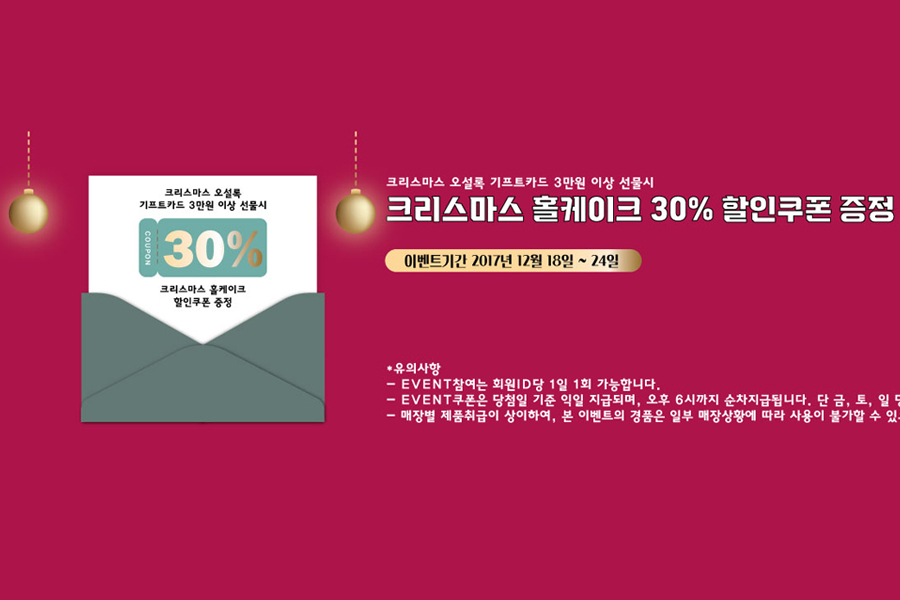 크리스마스 오설록
기프트카드 3만원 이상 선물시
COUPON
30%
크리스마스 홀케이크
할인쿠폰 증정
크리스마스 오설록 기프트카드 3만원 이상 선물시
크리스마스 홀케이크 30% 할인쿠폰 증정
이벤트기간 2017년 12월 18일 ~ 24일
*유의사항
- EVENT참여는 회원ID당 1일 1회 가능합니다.
- EVENT쿠폰은 당첨일 기준 익일 지급되며, 오후 6시까지 순차지급됩니다. 단 금, 토, 일
- 매장별 제품취급이 상이하여, 본 이벤트의 경품은 일부 매장상황에 따라 사용이 불가할 수